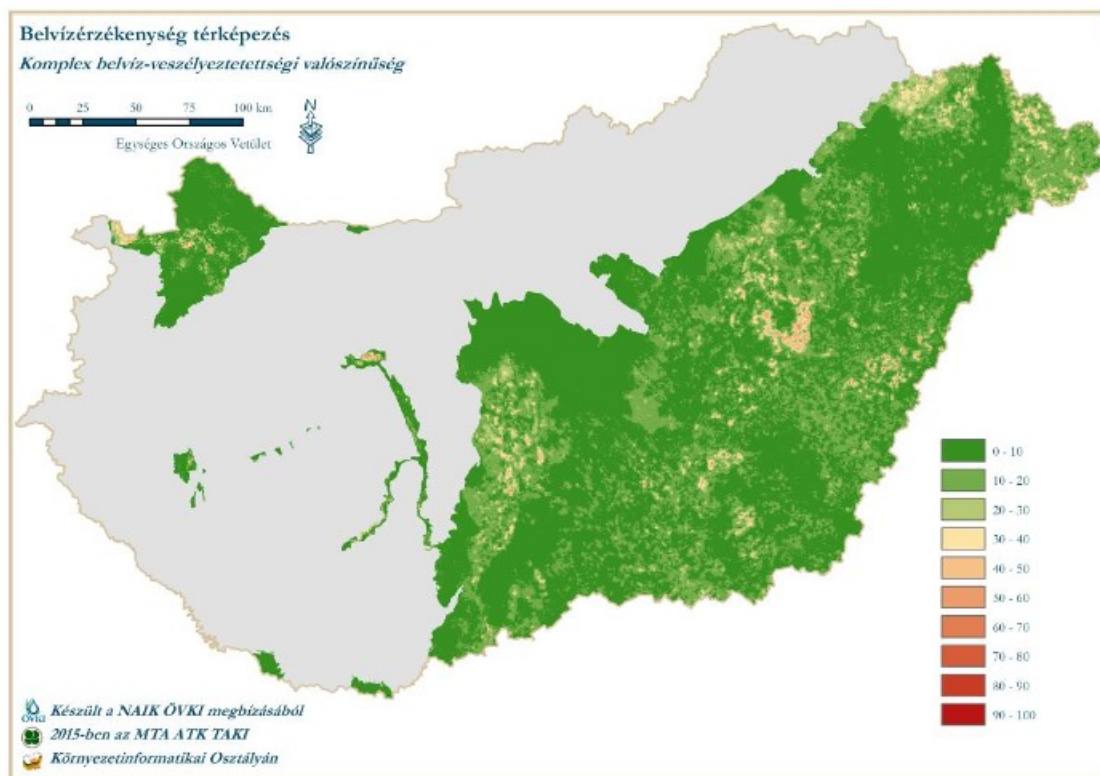 Belvízérzékenység térképezés
Komplex belvíz-veszélyeztetettségi valószínűség
0 25 50 75 100 km
N
Egységes Országos Vetület
0 - 10
10 - 20
20 - 30
30 - 40
40 - 50
50 - 60
60 - 70
70 - 80
80 - 90
90 - 100
ÖVKI Készült a NAIK ÖVKI megbízásából
2015-ben az MTA ATK TAKI
Környezetinformatikai Osztályán